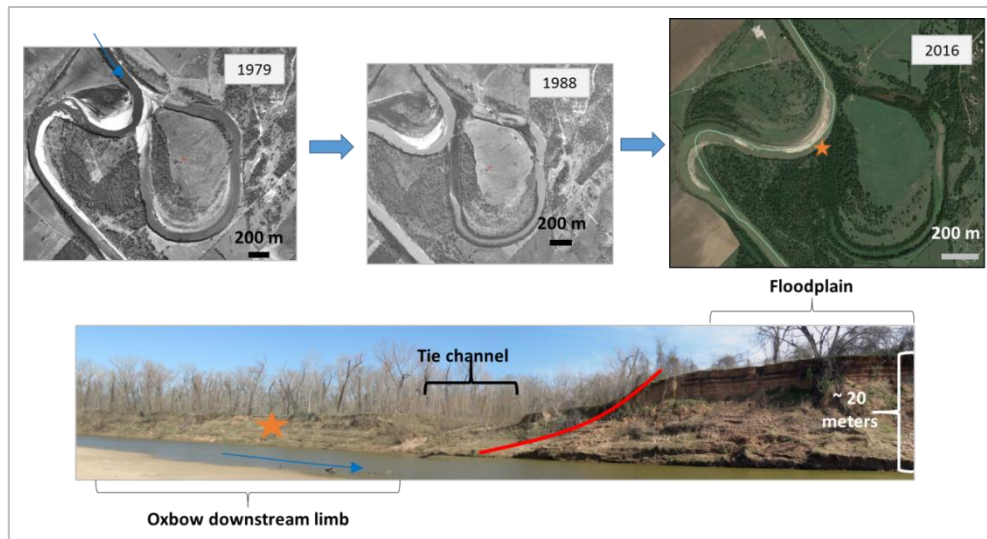 1979
1988
2016
200 m
200 m
200 m
Floodplain
Tie channel
~ 20
meters
Oxbow downstream limb